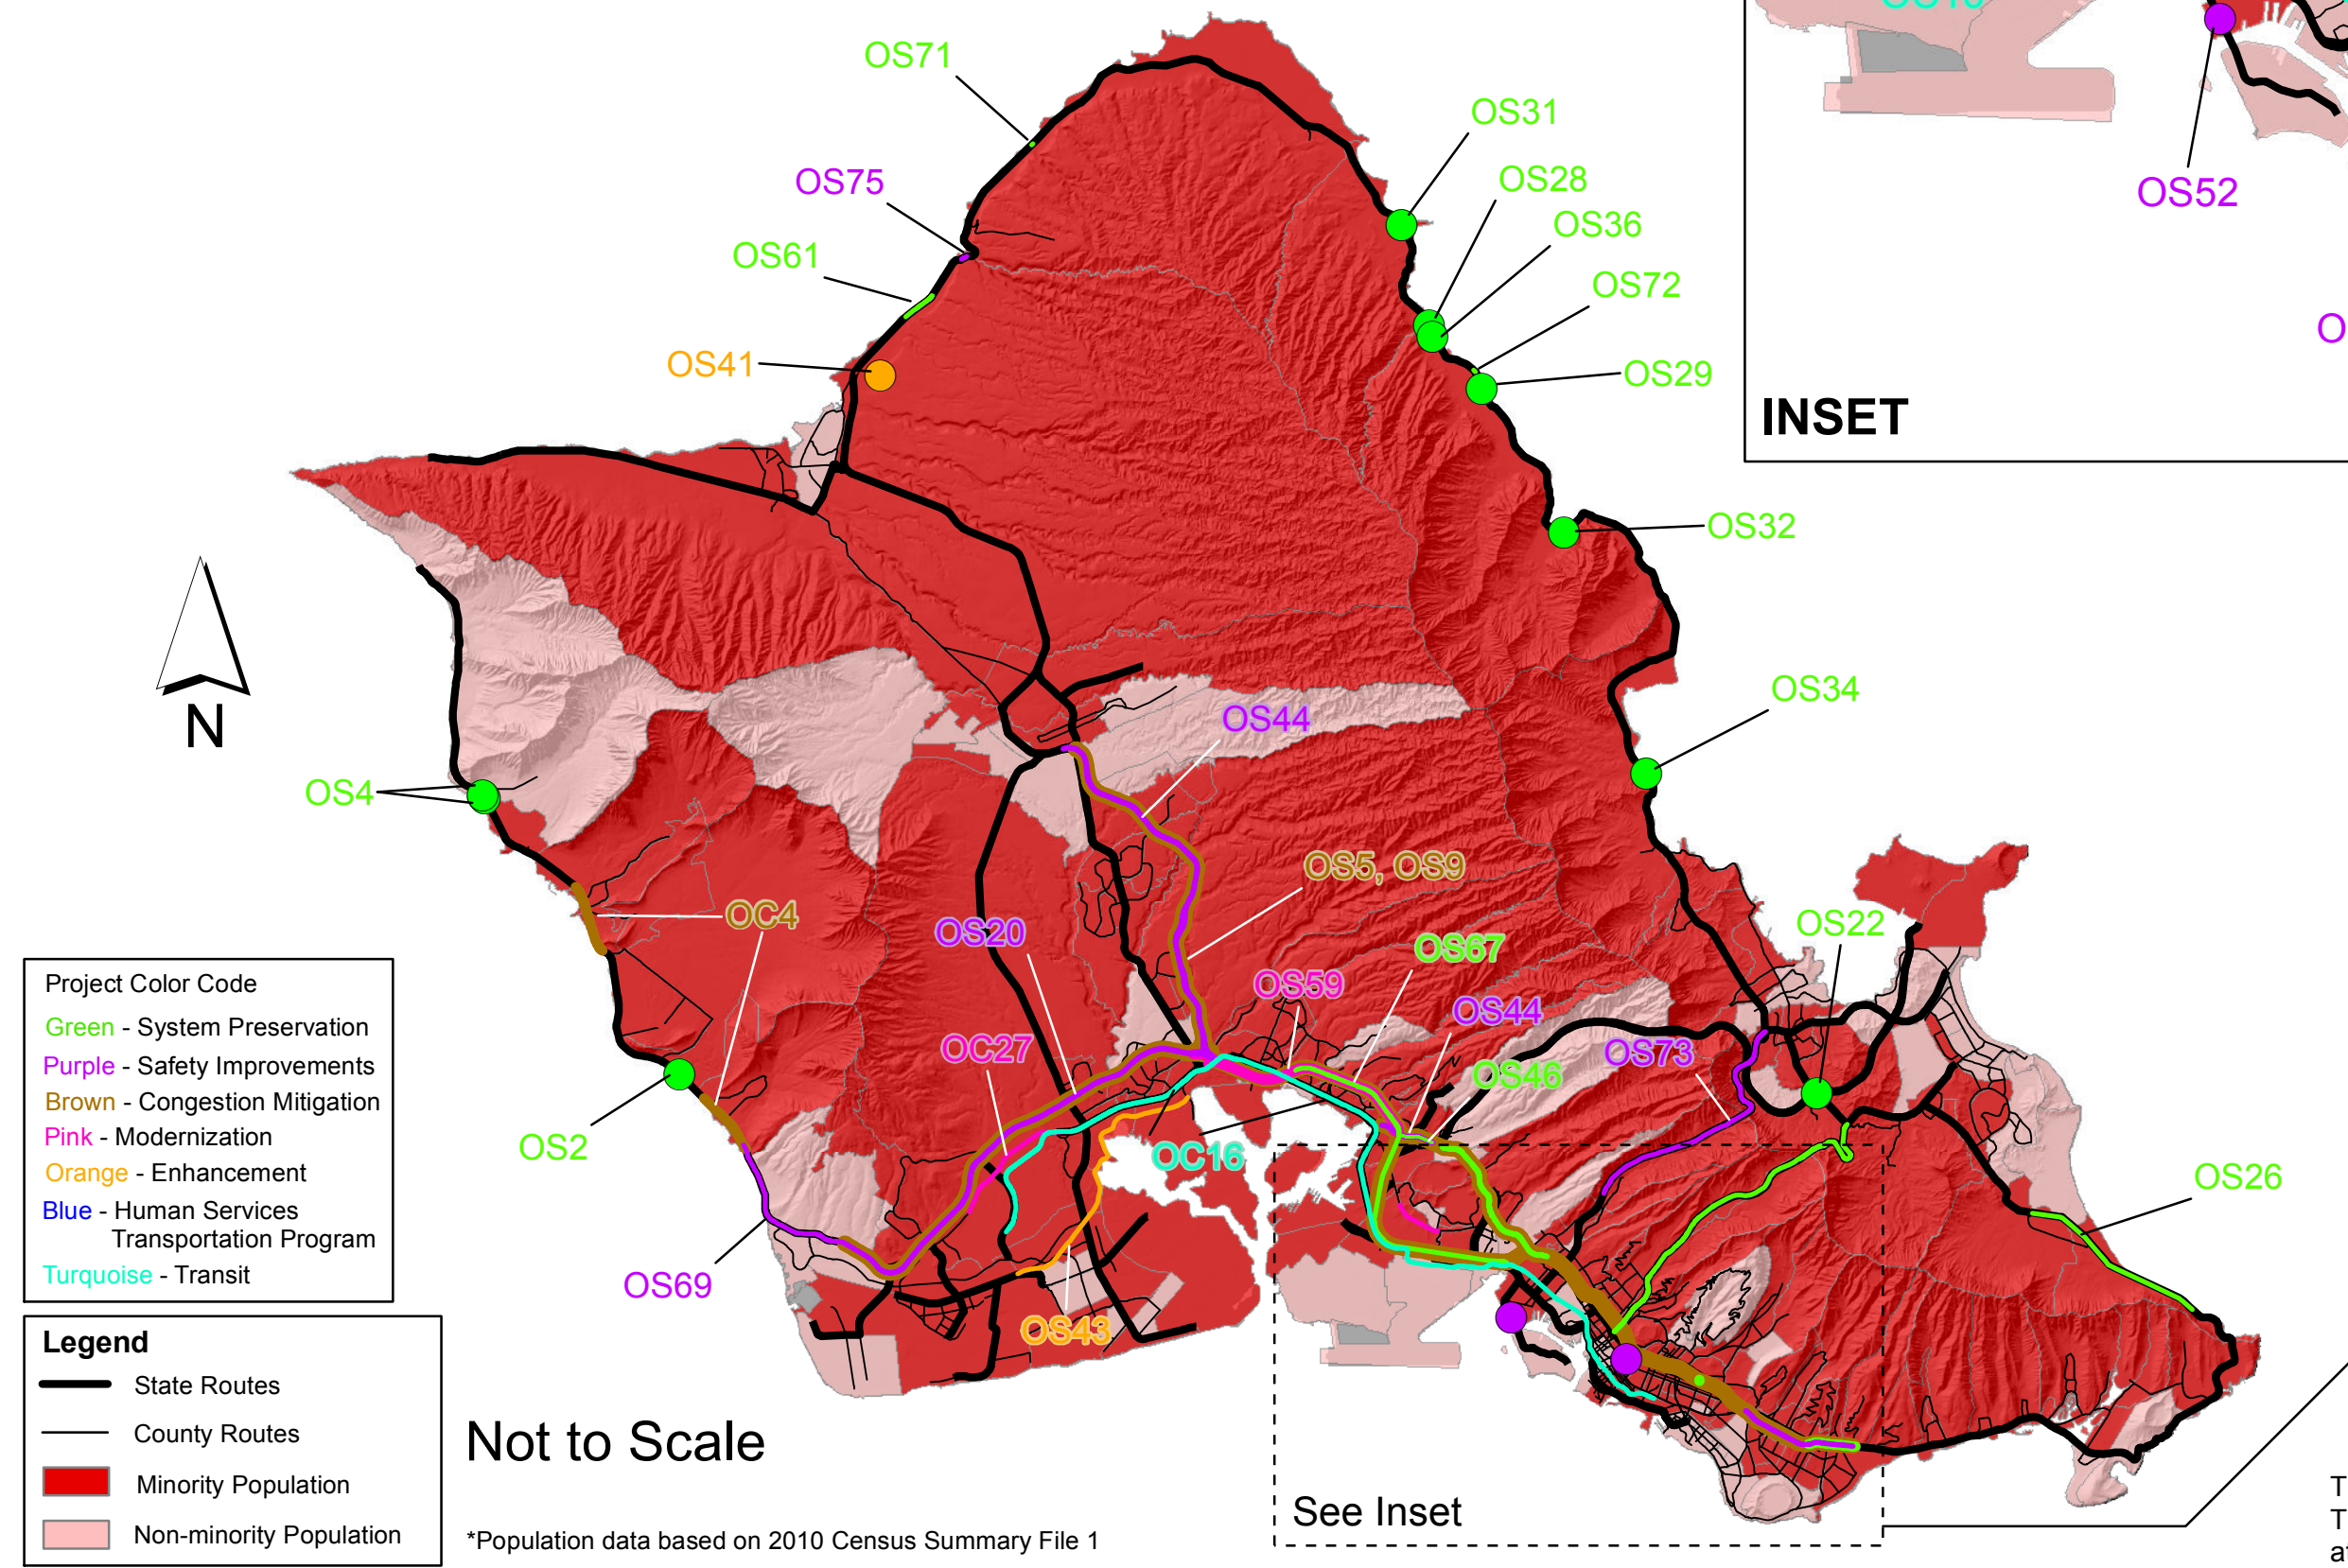 OS71
OS75
OS61
OS41
OS31
OS28
OS36
OS72
OS29
OS32
OS52
INSET
N
OS34
OS44
OS4
OS5, OS9
OC4
OS20
OS67
OS22
OS59
OS44
OC27
OS73
OS46
OS2
OC16
OS26
OS69
OS43
Project Color Code
Green - System Preservation
Purple - Safety Improvements
Brown - Congestion Mitigation
Pink - Modernization
Orange - Enhancement
Blue - Human Services
Transportation Program
Turquoise - Transit
Legend
State Routes
County Routes
Minority Population
Non-minority Population
Not to Scale
*Population data based on 2010 Census Summary File 1
See Inset